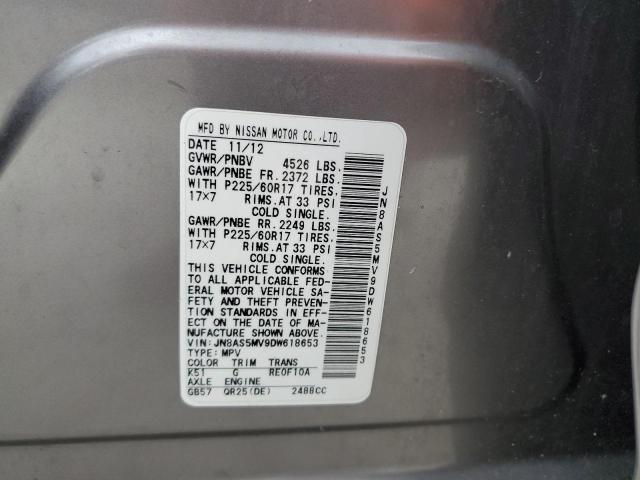 MFD BY NISSAN MOTOR CO.,LTD.
DATE 11/12
GVWR/PNBV 4526 LBS.
GAWR/PNBE FR. 2372 LBS.
WITH P225/60R17 TIRES.
17×7 RIMS.AT 33 PSI
COLD SINGLE.
GAWR/PNBE RR. 2249 LBS.
WITH P225/60R17 TIRES.
17×7 RIMS.AT 33 PSI
COLD SINGLE.
THIS VEHICLE CONFORMS
TO ALL APPLICABLE FED-
ERAL MOTOR VEHICLE SA-
FETY AND THEFT PREVEN-
TION STANDARDS IN EFF-
ECT ON THE DATE OF MA-
NUFACTURE SHOWN ABOVE.
VIN: JN8AS5MV9DW618653
TYPE: MPV
COLOR TRIM TRANS
K51 G RE0F10A
AXLE ENGINE
GB57 QR25(DE) 2488CC
JN8AS5MV9DW618653